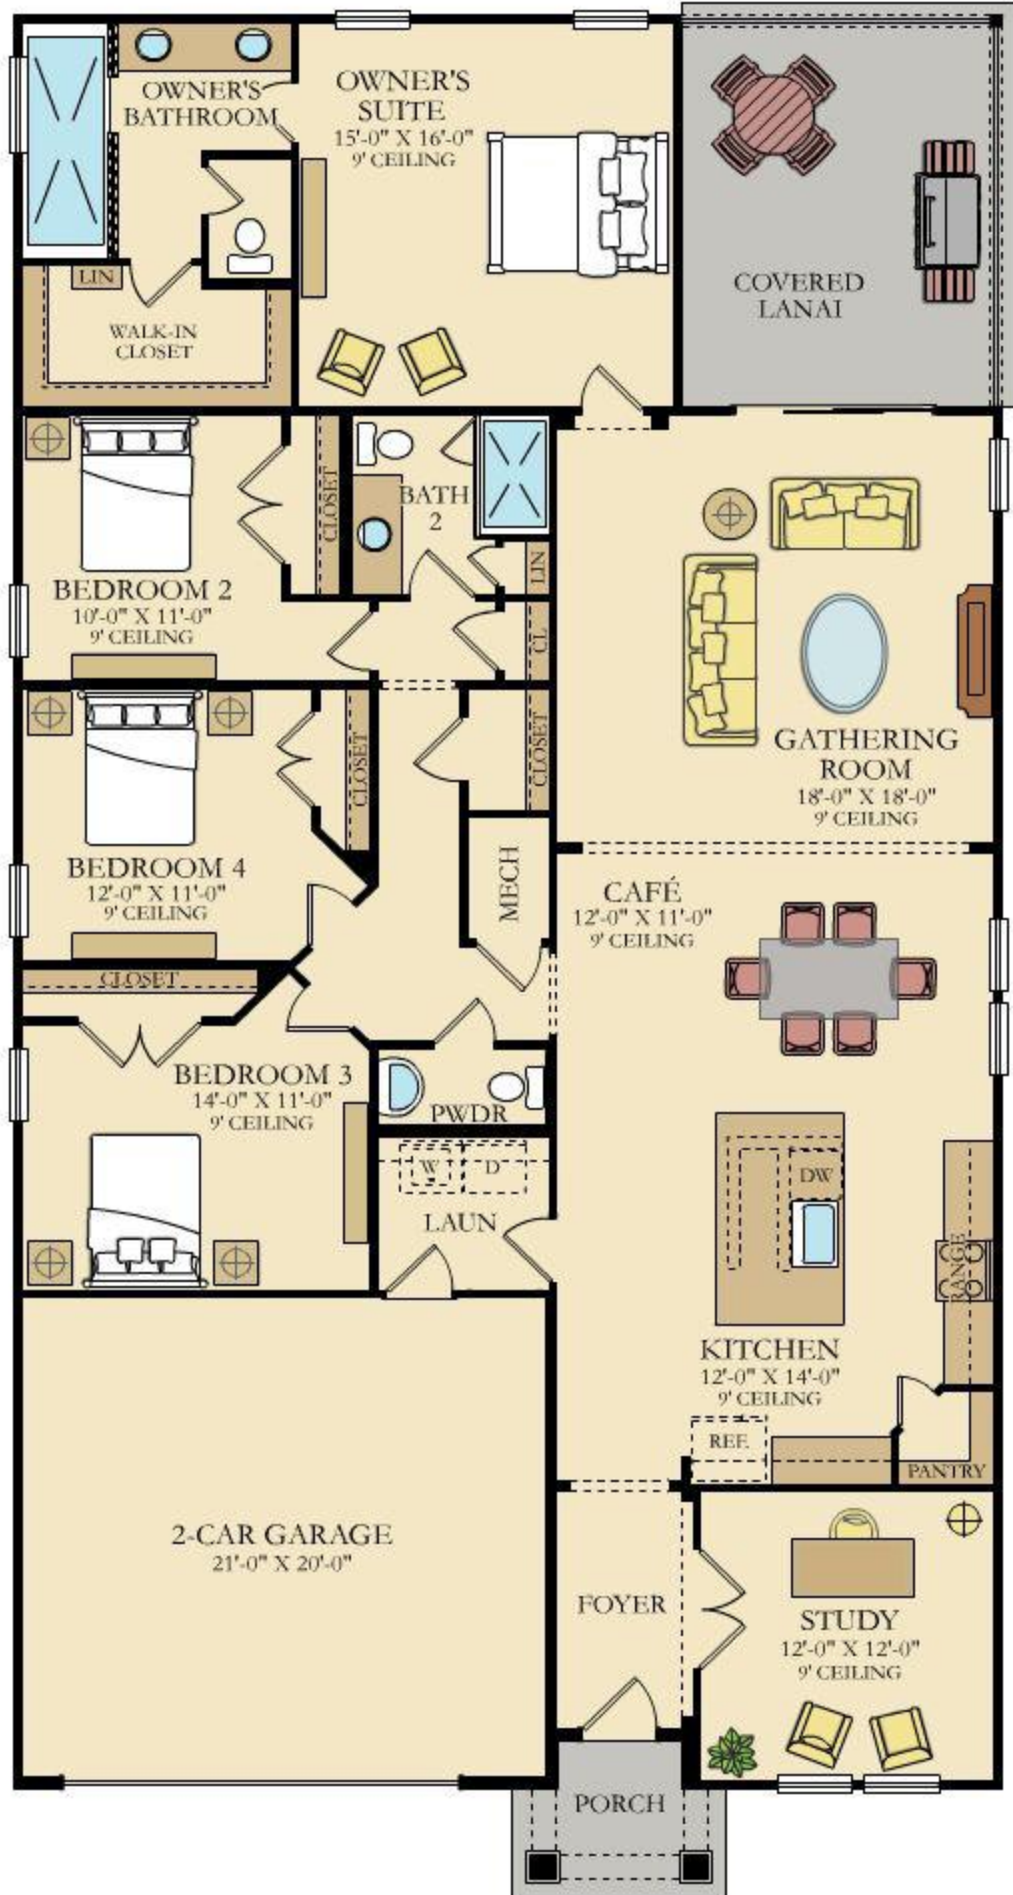 OWNER'S
BATHROOM
OWNER'S
SUITE
15'-0" X 16'-0"
9' CEILING
COVERED
LANAI
LIN
WALK-IN
CLOSET
CLOSET
BATH
2
LIN
BEDROOM 2
10'-0" X 11'-0"
9' CEILING
CL
CLOSET
CLOSET
GATHERING
ROOM
18'-0" X 18'-0"
9' CEILING
BEDROOM 4
12'-0" X 11'-0"
9' CEILING
MECH
CAFÉ
12'-0" X 11'-0"
9' CEILING
CLOSET
BEDROOM 3
14'-0" X 11'-0"
9' CEILING
PWDR
W
D
LAUN
DW
RANGE
KITCHEN
12'-0" X 14'-0"
9' CEILING
REF.
PANTRY
2-CAR GARAGE
21'-0" X 20'-0"
FOYER
STUDY
12'-0" X 12'-0"
9' CEILING
PORCH